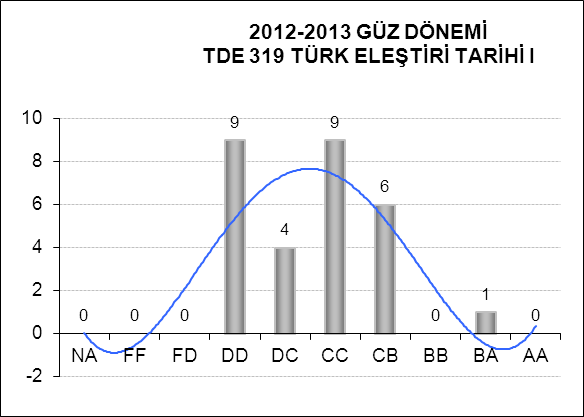 2012-2013 GÜZ DÖNEMİ
TDE 319 TÜRK ELEŞTİRİ TARİHİ I
10
8
6
4
2
0
-2
0 0 0 9 4 9 6 0 1 0
NA FF FD DD DC CC CB BB BA AA